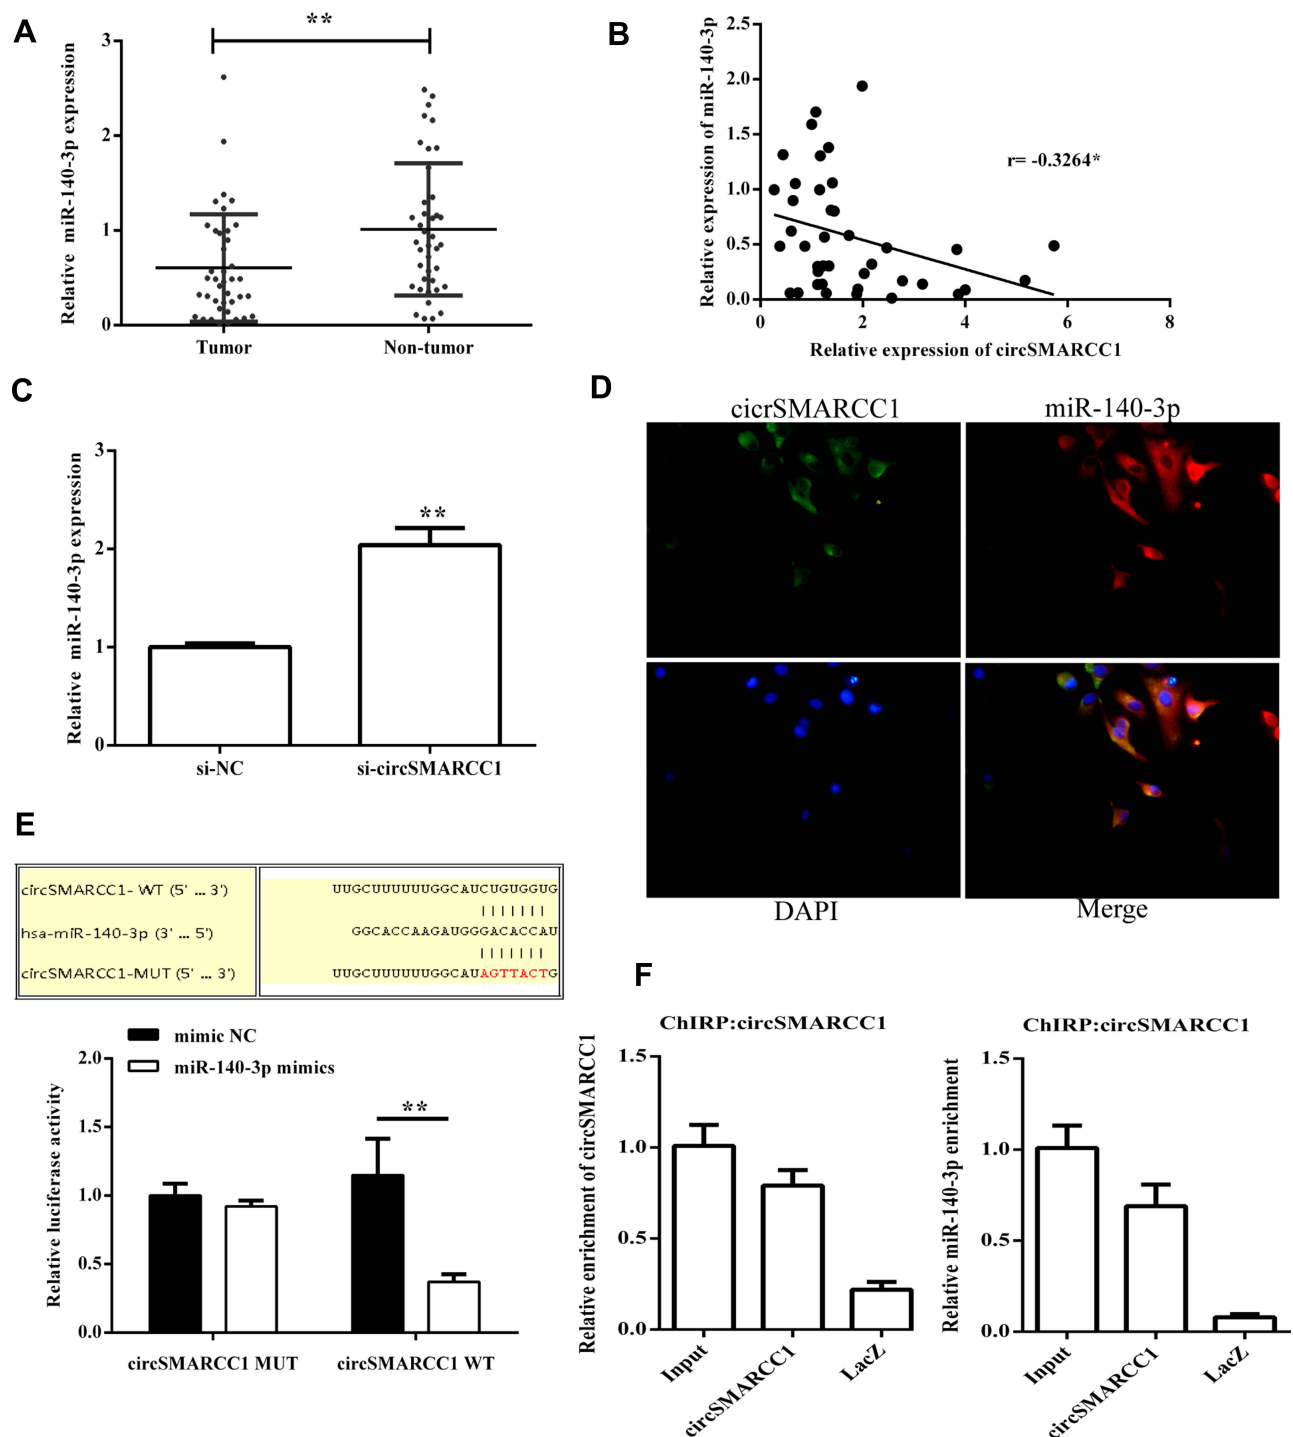 A
**
Relative miR-140-3p expression
3
2
1
0
Tumor
Non-tumor
B
Relative expression of miR-140-3p
2.5
2.0
1.5
1.0
0.5
0.0
r= -0.3264*
0
2
4
6
8
Relative expression of circSMARCC1
C
Relative miR-140-3p expression
3
2
1
0
**
si-NC
si-circSMARCC1
D
cicrSMARCC1
miR-140-3p
DAPI
Merge
E
circSMARCC1- WT (5' ... 3')
UUGCUUUUUUGGCAUCUGUGGUG
hsa-miR-140-3p (3' ... 5')
GGCACCAAGAUGGGACACCAU
circSMARCC1-MUT (5' ... 3')
UUGCUUUUUUGGCAUAGTTACTG
mimic NC
miR-140-3p mimics
Relative luciferase activity
2.0
1.5
1.0
0.5
0.0
**
circSMARCC1 MUT
circSMARCC1 WT
F
ChIRP:circSMARCC1
Relative enrichment of circSMARCC1
1.5
1.0
0.5
0.0
Input
circSMARCC1
LacZ
ChIRP:circSMARCC1
Relative miR-140-3p enrichment
1.5
1.0
0.5
0.0
Input
circSMARCC1
LacZ